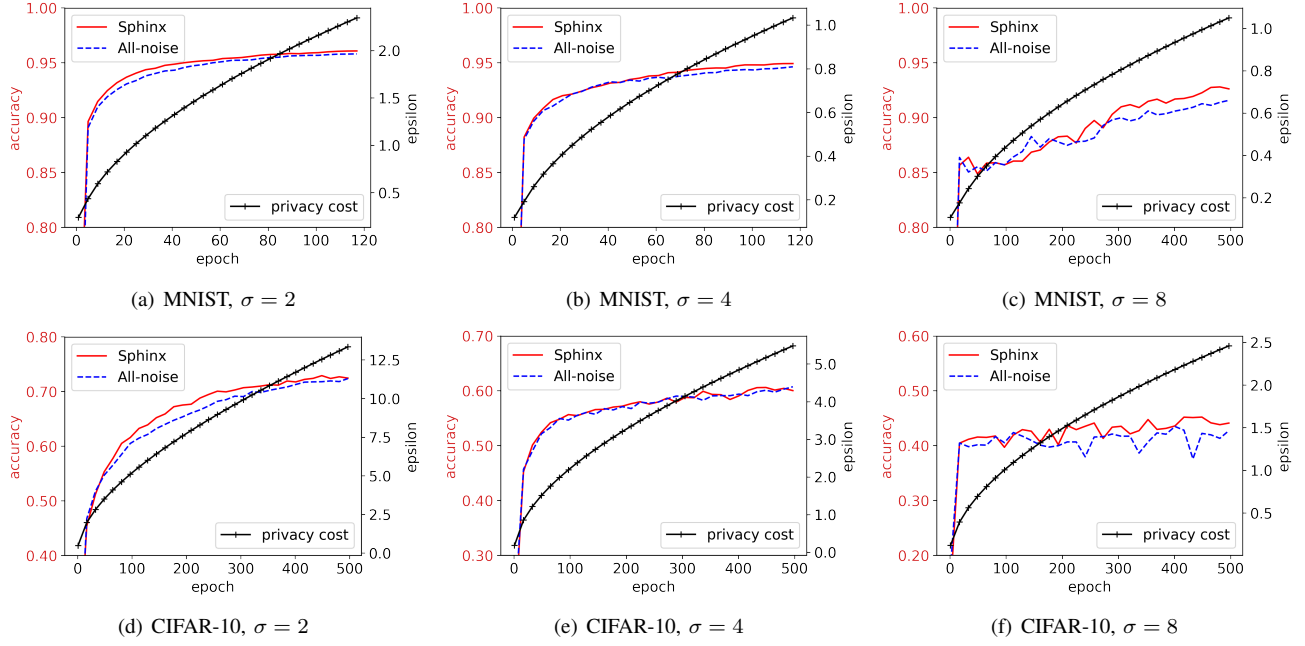 1.00
0.95
0.90
0.85
0.80
accuracy
Sphinx
All-noise
privacy cost
2.0
1.5
1.0
0.5
epsilon
0 20 40 60 80 100 120
epoch
(a) MNIST, σ = 2
1.00
0.95
0.90
0.85
0.80
accuracy
Sphinx
All-noise
privacy cost
1.0
0.8
0.6
0.4
0.2
epsilon
0 20 40 60 80 100 120
epoch
(b) MNIST, σ = 4
1.00
0.95
0.90
0.85
0.80
accuracy
Sphinx
All-noise
privacy cost
1.0
0.8
0.6
0.4
0.2
epsilon
0 100 200 300 400 500
epoch
(c) MNIST, σ = 8
0.80
0.70
0.60
0.50
0.40
accuracy
Sphinx
All-noise
privacy cost
12.5
10.0
7.5
5.0
2.5
0.0
epsilon
0 100 200 300 400 500
epoch
(d) CIFAR-10, σ = 2
0.70
0.60
0.50
0.40
0.30
accuracy
Sphinx
All-noise
privacy cost
5.0
4.0
3.0
2.0
1.0
0.0
epsilon
0 100 200 300 400 500
epoch
(e) CIFAR-10, σ = 4
0.60
0.50
0.40
0.30
0.20
accuracy
Sphinx
All-noise
privacy cost
2.5
2.0
1.5
1.0
0.5
epsilon
0 100 200 300 400 500
epoch
(f) CIFAR-10, σ = 8